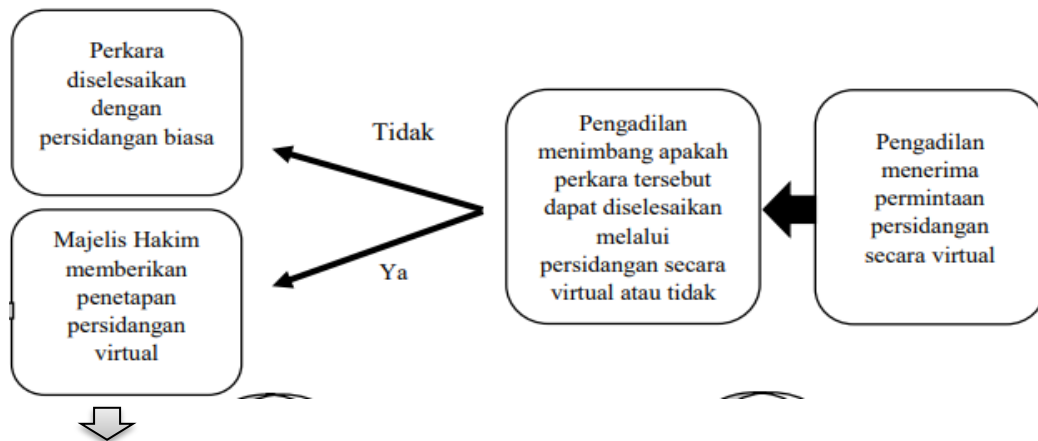 Perkara
diselesaikan
dengan
persidangan biasa
Tidak
Pengadilan
menimbang apakah
perkara tersebut
dapat diselesaikan
melalui
persidangan secara
virtual atau tidak
Pengadilan
menerima
permintaan
persidangan
secara virtual
Majelis Hakim
memberikan
penetapan
persidangan
virtual
Ya